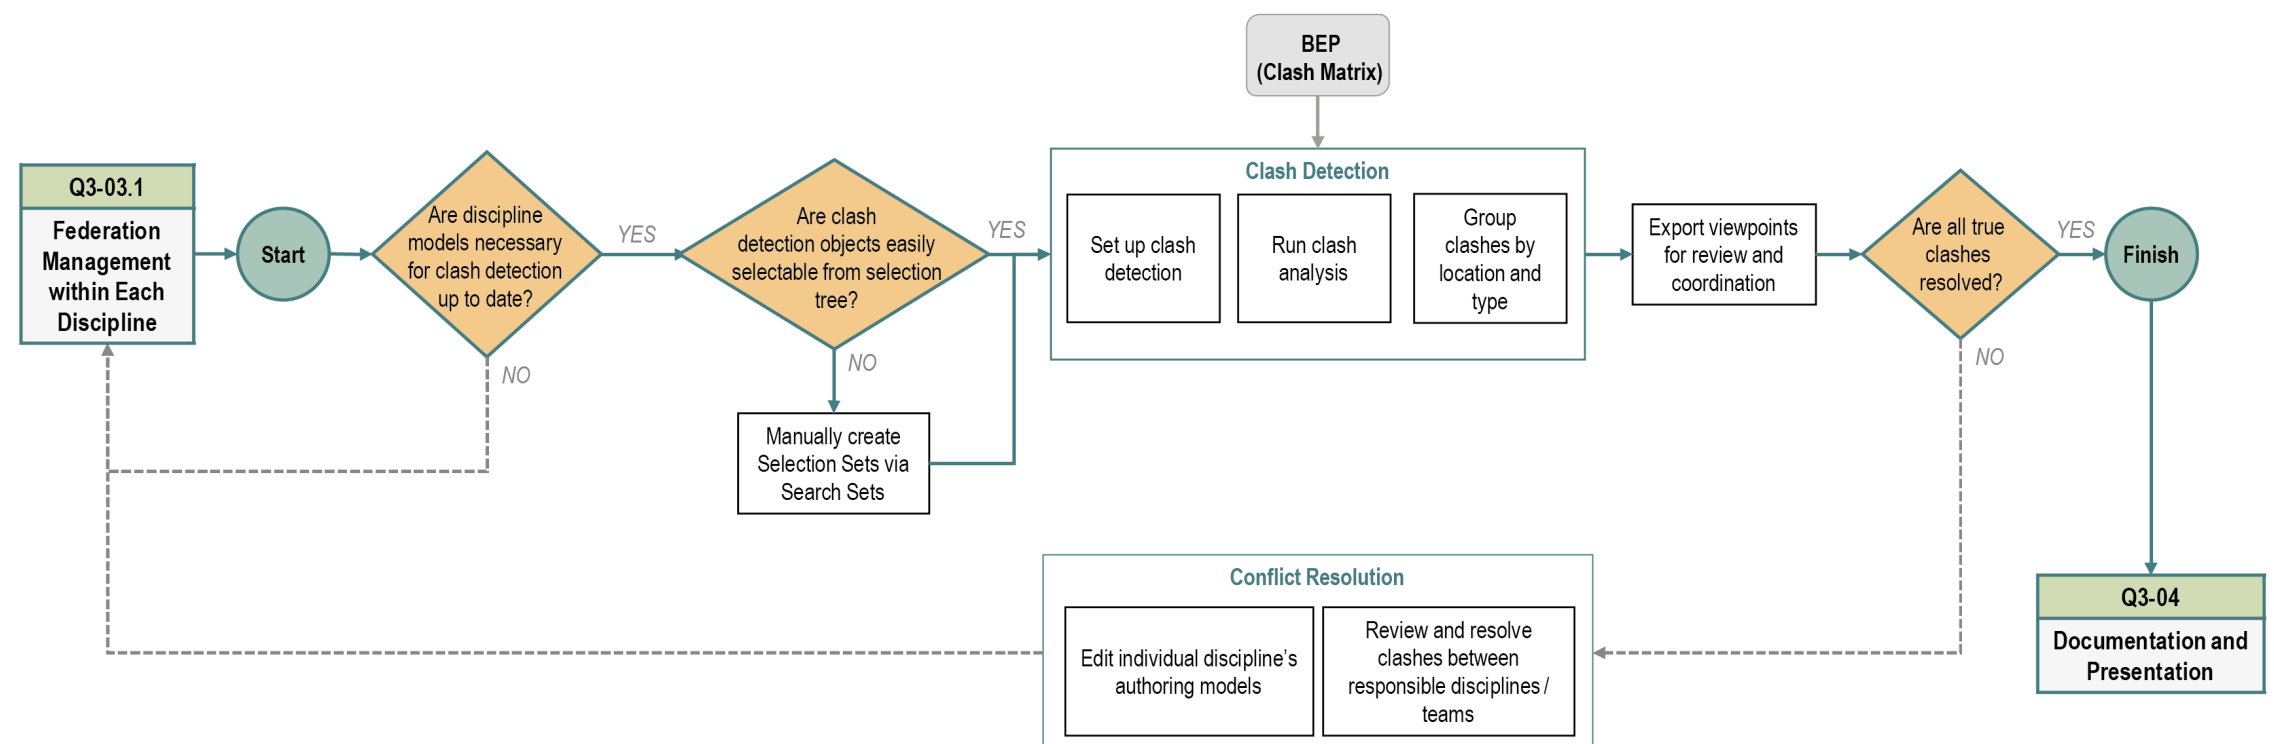 BEP
(Clash Matrix)
Q3-03.1
Federation
Management
within Each
Discipline
Start
Are discipline
models necessary
for clash detection
up to date?
YES
NO
Are clash
detection objects easily
selectable from selection
tree?
YES
NO
Manually create
Selection Sets via
Search Sets
Clash Detection
Set up clash
detection
Run clash
analysis
Group
clashes by
location and
type
Export viewpoints
for review and
coordination
Are all true
clashes
resolved?
YES
NO
Finish
Conflict Resolution
Edit individual discipline’s
authoring models
Review and resolve
clashes between
responsible disciplines /
teams
Q3-04
Documentation and
Presentation